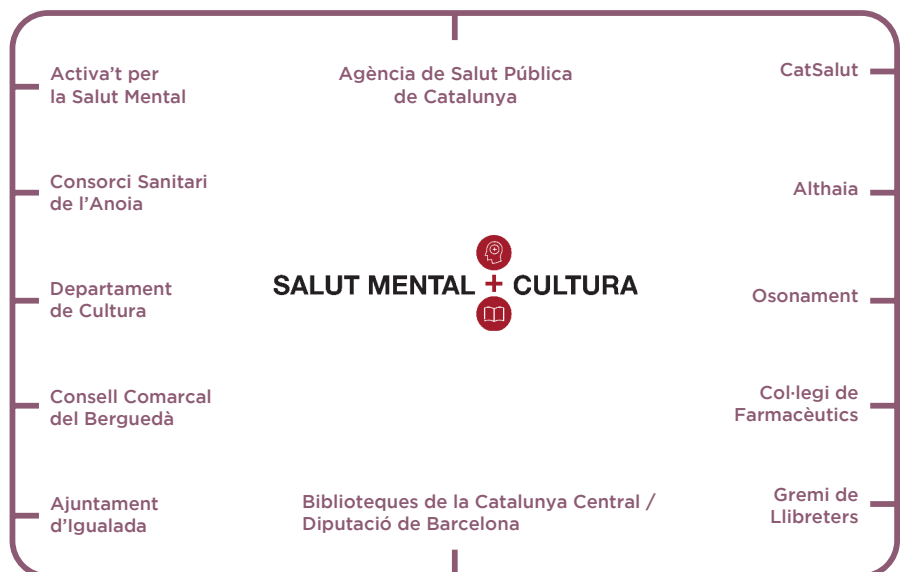 Activa't per
la Salut Mental
Agència de Salut Pública
de Catalunya
CatSalut
Consorci Sanitari
de l'Anoia
Althaia
Departament
de Cultura
SALUT MENTAL + CULTURA
Osonament
Consell Comarcal
del Berguedà
Col·legi de
Farmacèutics
Ajuntament
d'Igualada
Biblioteques de la Catalunya Central /
Diputació de Barcelona
Gremi de
Llibreters